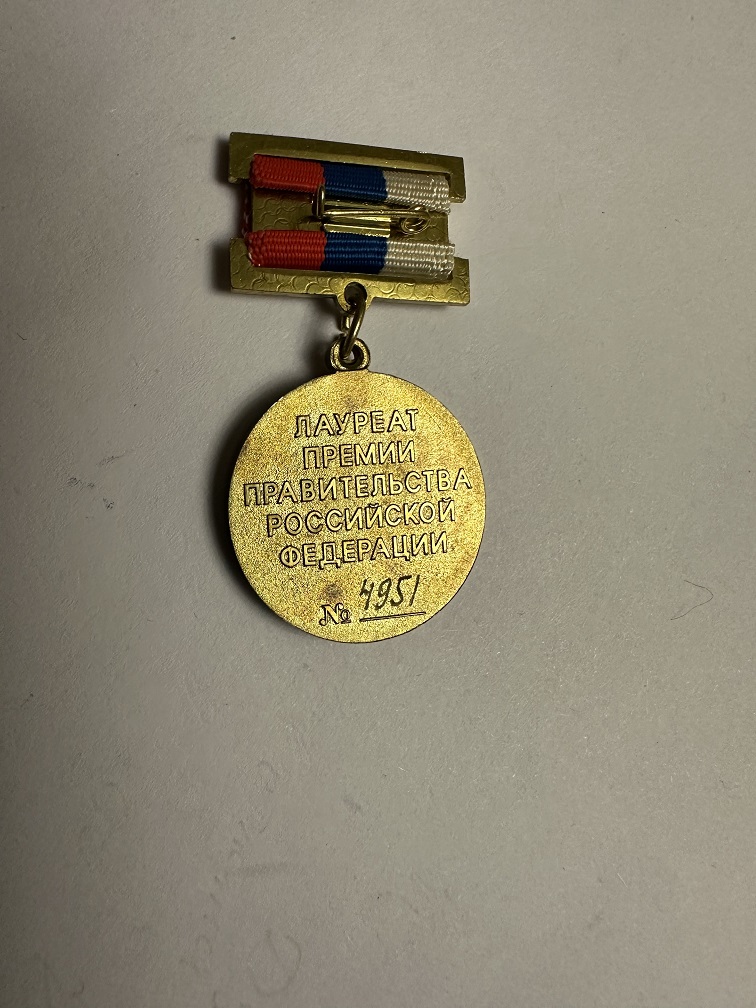 ЛАУРЕАТ
ПРЕМИИ
ПРАВИТЕЛЬСТВА
РОССИЙСКОЙ
ФЕДЕРАЦИИ
№ 4951